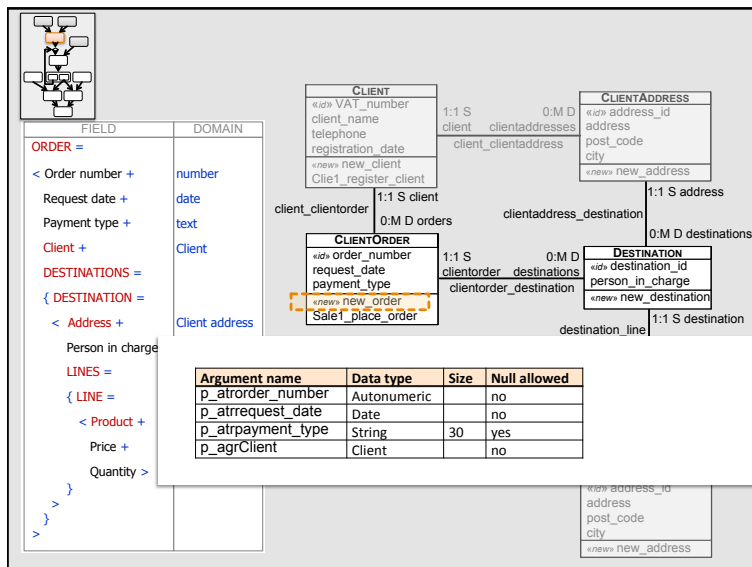 FIELD DOMAIN
ORDER =
< Order number + number
Request date + date
Payment type + text
Client + Client
DESTINATIONS =
{ DESTINATION =
< Address + Client address
Person in charge
LINES =
{ LINE =
< Product +
Price +
Quantity >
}
>
}
>
CLIENT
«id» VAT_number
client_name
telephone
registration_date
«new» new_client
Clie1_register_client
1:1 S 0:M D
client clientaddresses
client_clientaddress
CLIENTADDRESS
«id» address_id
address
post_code
city
«new» new_address
1:1 S client
client_clientorder
0:M D orders
1:1 S address
clientaddress_destination
0:M D destinations
CLIENTORDER
«id» order_number
request_date
payment_type
«new» new_order
Sale1_place_order
1:1 S 0:M D
clientorder destinations
clientorder_destination
DESTINATION
«id» destination_id
person_in_charge
«new» new_destination
1:1 S destination
destination_line
Argument name Data type Size Null allowed
p_atrorder_number Autonumeric no
p_atrrequest_date Date no
p_atrpayment_type String 30 yes
p_agrClient Client no
«id» address_id
address
post_code
city
«new» new_address